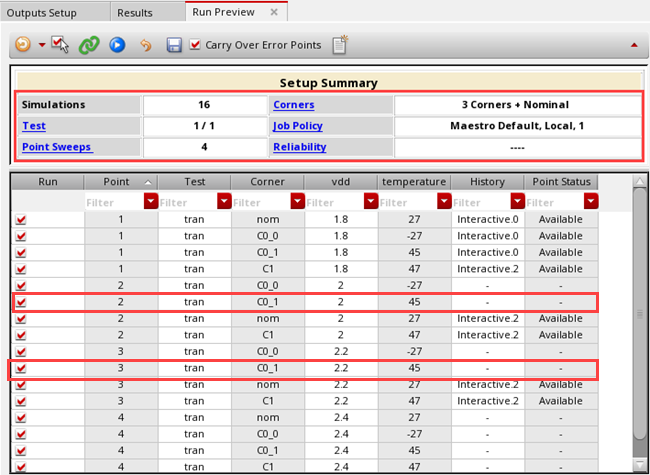 Outputs Setup Results Run Preview
Carry Over Error Points
Setup Summary
Simulations 16 Corners 3 Corners + Nominal
Test 1 / 1 Job Policy Maestro Default, Local, 1
Point Sweeps 4 Reliability ----
Run Point Test Corner vdd temperature History Point Status
Filter Filter Filter Filter Filter Filter Filter
1 tran nom 1.8 27 Interactive.0 Available
1 tran C0_0 1.8 -27 Interactive.0 Available
1 tran C0_1 1.8 45 Interactive.0 Available
1 tran C1 1.8 47 Interactive.2 Available
2 tran C0_0 2 -27 - -
2 tran C0_1 2 45 - -
2 tran nom 2 27 Interactive.2 Available
2 tran C1 2 47 Interactive.2 Available
3 tran C0_0 2.2 -27 - -
3 tran C0_1 2.2 45 - -
3 tran nom 2.2 27 Interactive.2 Available
3 tran C1 2.2 47 Interactive.2 Available
4 tran nom 2.4 27 - -
4 tran C0_0 2.4 -27 - -
4 tran C0_1 2.4 45 - -
4 tran C1 2.4 47 - -